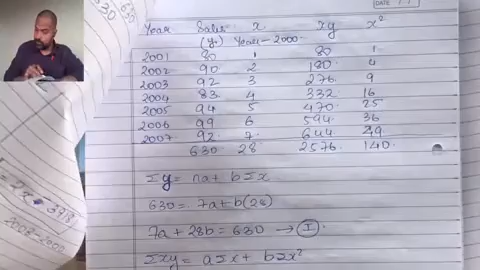 Year Sales x xy x²
(y) Year-2000
2001 80 1 80 1
2002 90 2 180 4
2003 92 3 276 9
2004 83 4 332 16
2005 94 5 470 25
2006 99 6 594 36
2007 92 7 644 49
630 28 2576 140
Σy = na + bΣx
630 = 7a + b(28)
7a + 28b = 630 → I
Σxy = aΣx + bΣx²